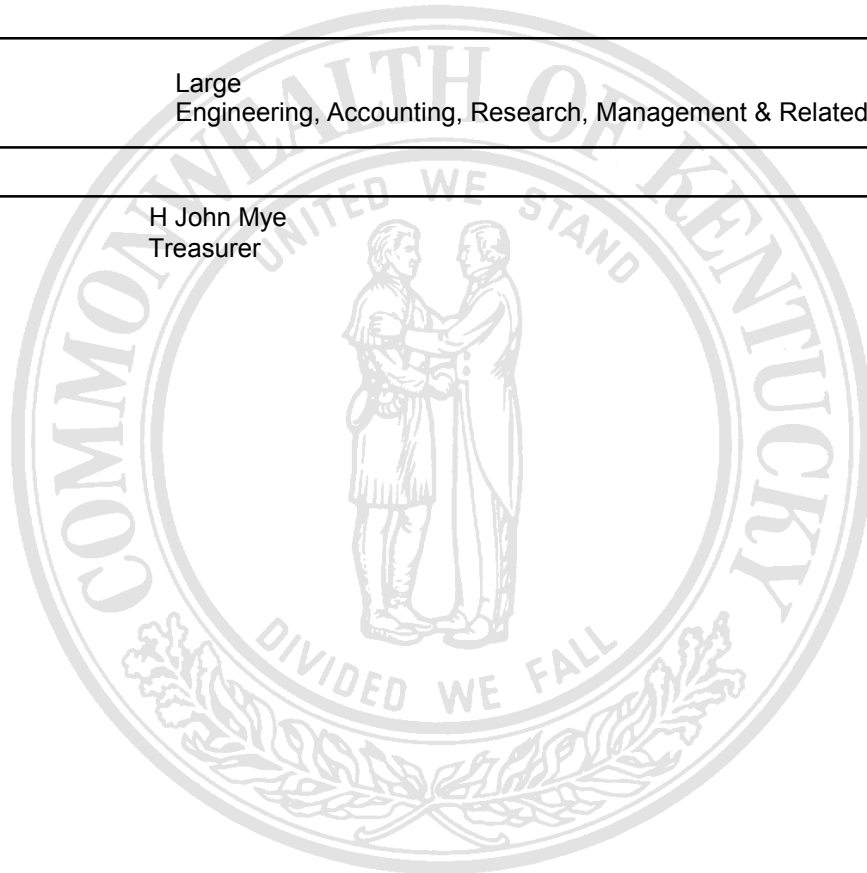 Large
Engineering, Accounting, Research, Management & Related
H John Mye
Treasurer
COMMONWEALTH OF KENTUCKY
UNITED WE STAND
DIVIDED WE FALL